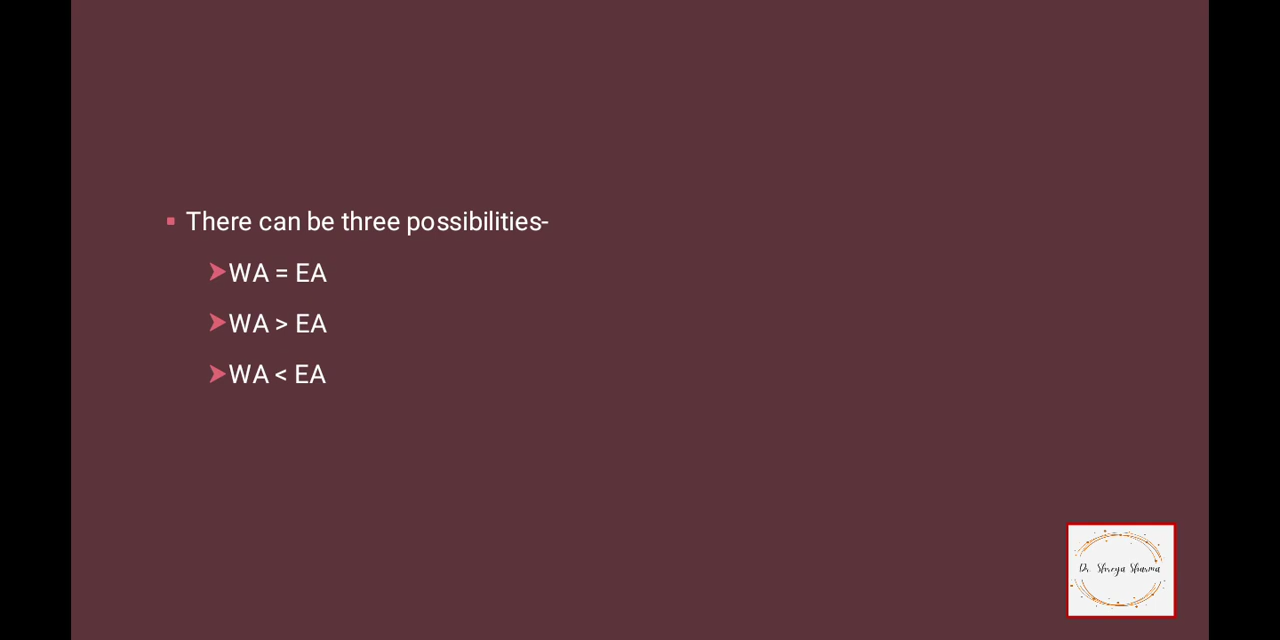 There can be three possibilities-
WA = EA
WA > EA
WA < EA
Dr Shreya Sharma